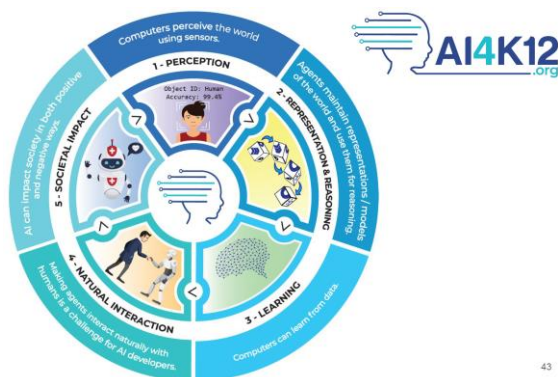 AI4K12
.org
Computers perceive the world
using sensors.
1 - PERCEPTION
Object ID: Human
Accuracy: 99.4%
Agents maintain representations / models
of the world and use them for reasoning.
2 - REPRESENTATION & REASONING
3 - LEARNING
Computers can learn from data.
4 - NATURAL INTERACTION
Making agents interact naturally with
humans is a challenge for AI developers.
5 - SOCIETAL IMPACT
AI can impact society in both positive
and negative ways.
43